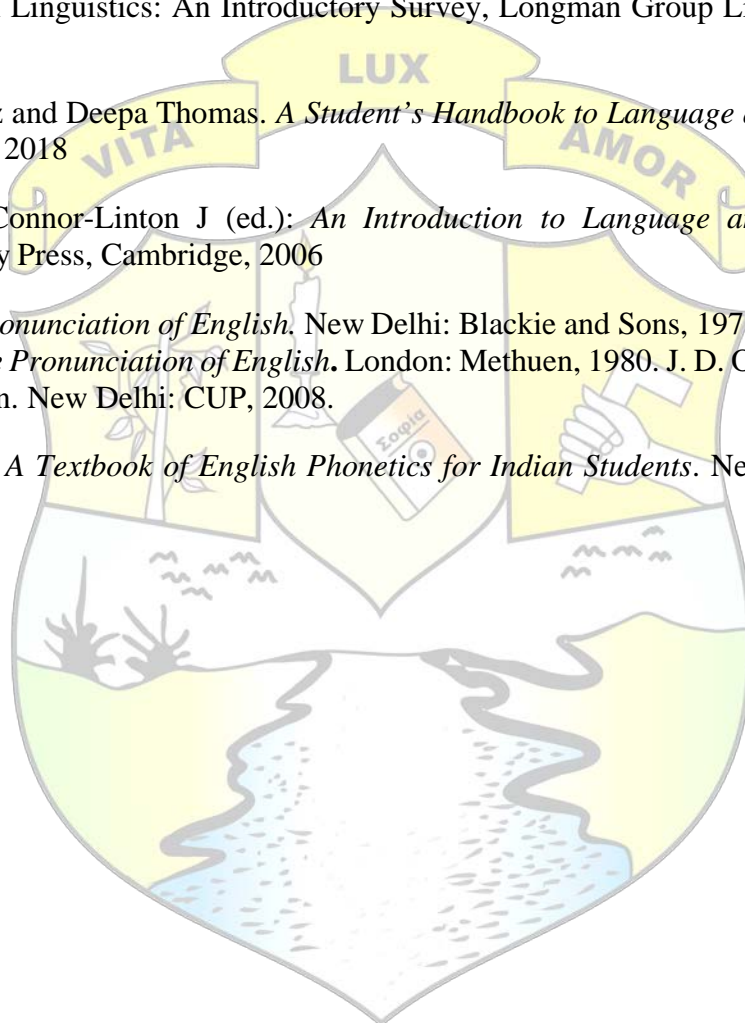 Linguistics: An Introductory Survey, Longman Group Li
LUX
z and Deepa Thomas. A Student's Handbook to Language a
2018
VITA
AMOR
Connor-Linton J (ed.): An Introduction to Language a
y Press, Cambridge, 2006
onunciation of English. New Delhi: Blackie and Sons, 197
e Pronunciation of English. London: Methuen, 1980. J. D. O
n. New Delhi: CUP, 2008.
Σοφία
A Textbook of English Phonetics for Indian Students. Ne